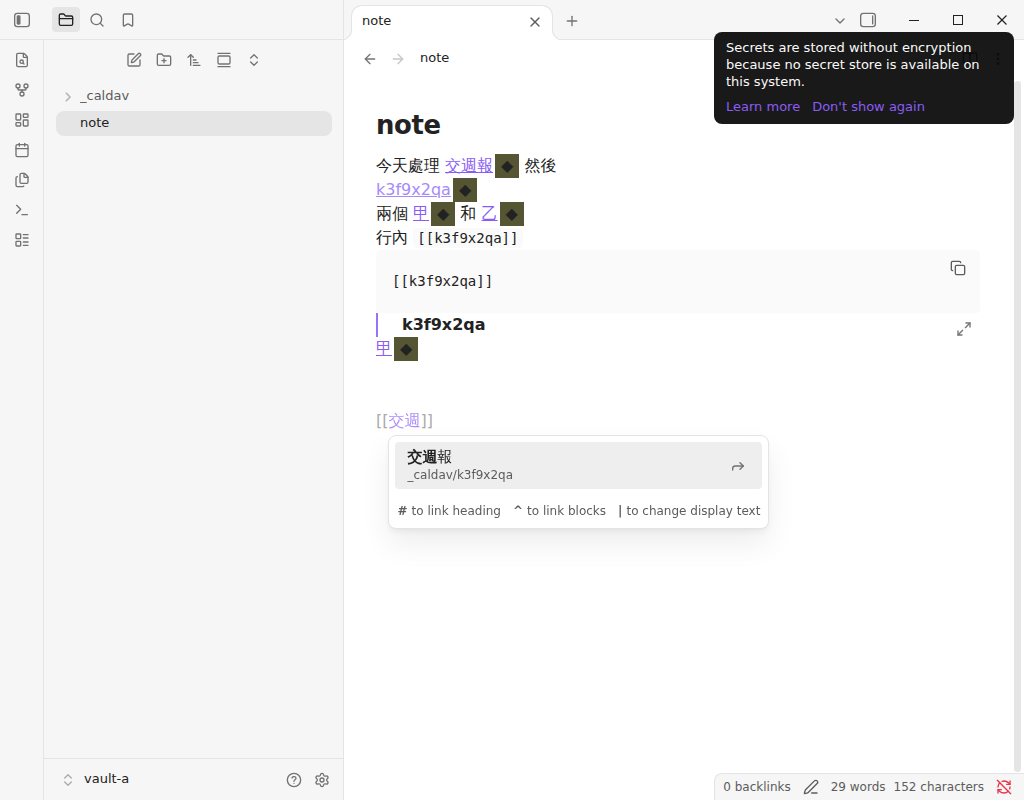 note
Secrets are stored without encryption
because no secret store is available on
this system.
Learn more Don't show again
note
_caldav
note
note
今天處理 交週報◆ 然後
k3f9x2qa◆
兩個 甲◆ 和 乙◆
行內 [[k3f9x2qa]]
[[k3f9x2qa]]
k3f9x2qa
甲◆
[[交週]]
交週報
_caldav/k3f9x2qa
# to link heading ^ to link blocks | to change display text
vault-a
0 backlinks 29 words 152 characters